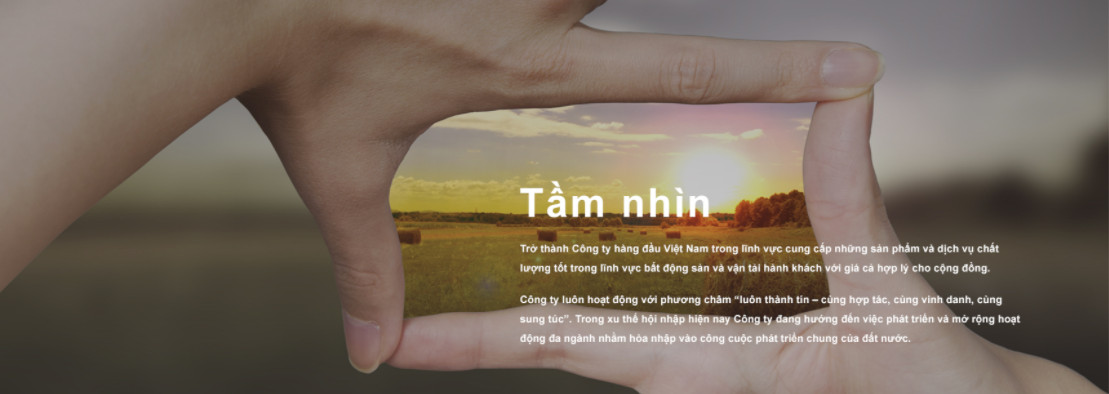 Tầm nhìn
Trở thành Công ty hàng đầu Việt Nam trong lĩnh vực cung cấp những sản phẩm và dịch vụ chất
lượng tốt trong lĩnh vực bất động sản và vận tải hành khách với giá cả hợp lý cho cộng đồng.
Công ty luôn hoạt động với phương châm “luôn thành tín – cùng hợp tác, cùng vinh danh, cùng
sung túc”. Trong xu thế hội nhập hiện nay Công ty đang hướng đến việc phát triển và mở rộng hoạt
động đa ngành nhằm hòa nhập vào công cuộc phát triển chung của đất nước.